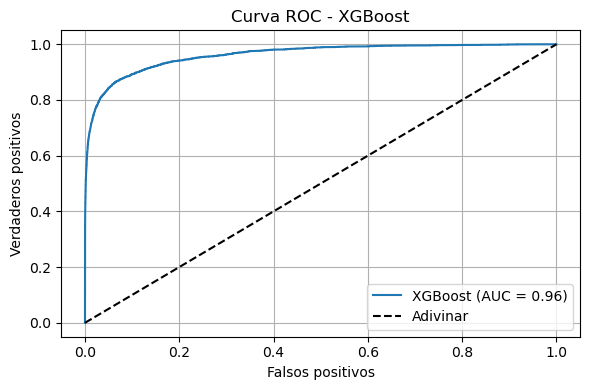 Curva ROC - XGBoost
Verdaderos positivos
1.0
0.8
0.6
0.4
0.2
0.0
0.0 0.2 0.4 0.6 0.8 1.0
Falsos positivos
XGBoost (AUC = 0.96)
Adivinar